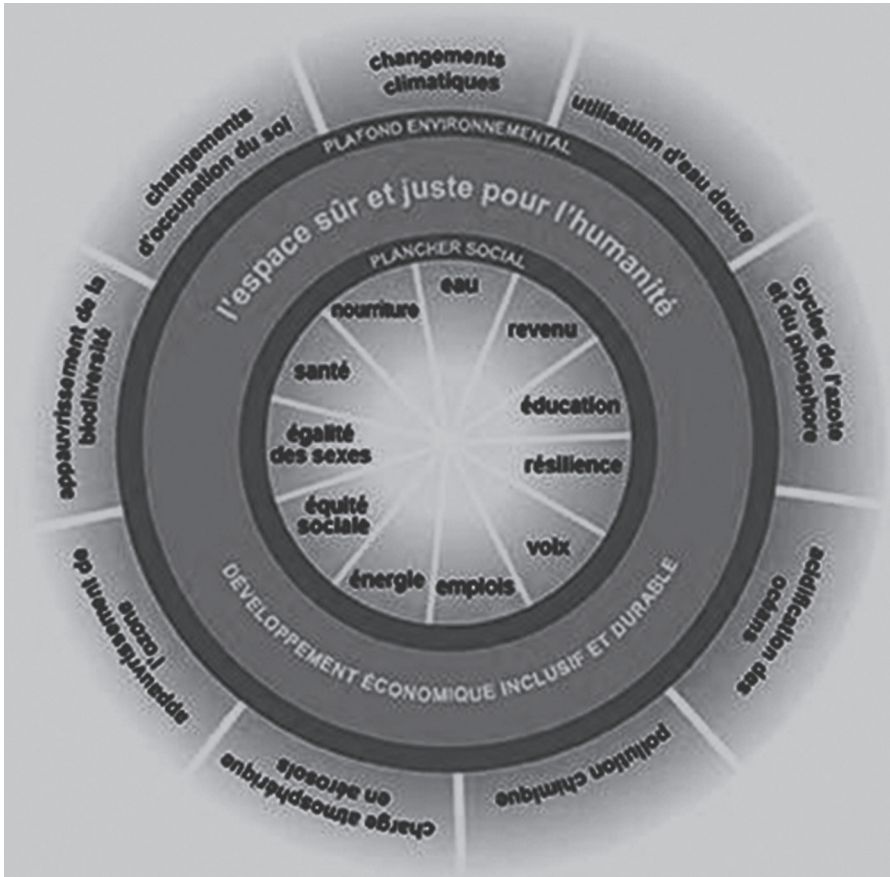 changements
climatiques
utilisation d'eau douce
cycles de l'azote
et du phosphore
acidification des
océans
pollution chimique
charge atmosphérique
en aérosols
appauvrissement de
l'ozone
appauvrissement de la
biodiversité
changements
d'occupation du sol
PLAFOND ENVIRONNEMENTAL
l'espace sûr et juste pour l'humanité
PLANCHER SOCIAL
eau
revenu
éducation
résilience
voix
emplois
énergie
équité
sociale
égalité
des sexes
santé
nourriture
DÉVELOPPEMENT ÉCONOMIQUE INCLUSIF ET DURABLE